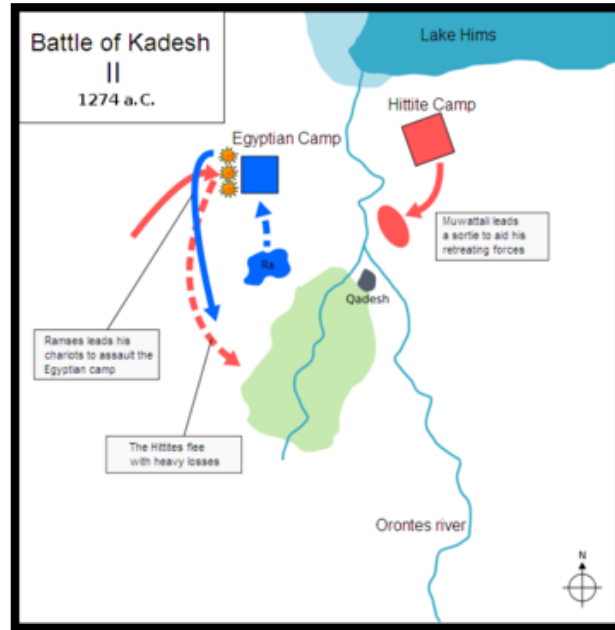 Battle of Kadesh
II
1274 a.C.
Lake Hims
Hittite Camp
Egyptian Camp
Muwattali leads
a sortie to aid his
retreating forces
Ra
Qadesh
Ramses leads his
chariots to assault the
Egyptian camp
The Hittites flee
with heavy losses
Orontes river
N